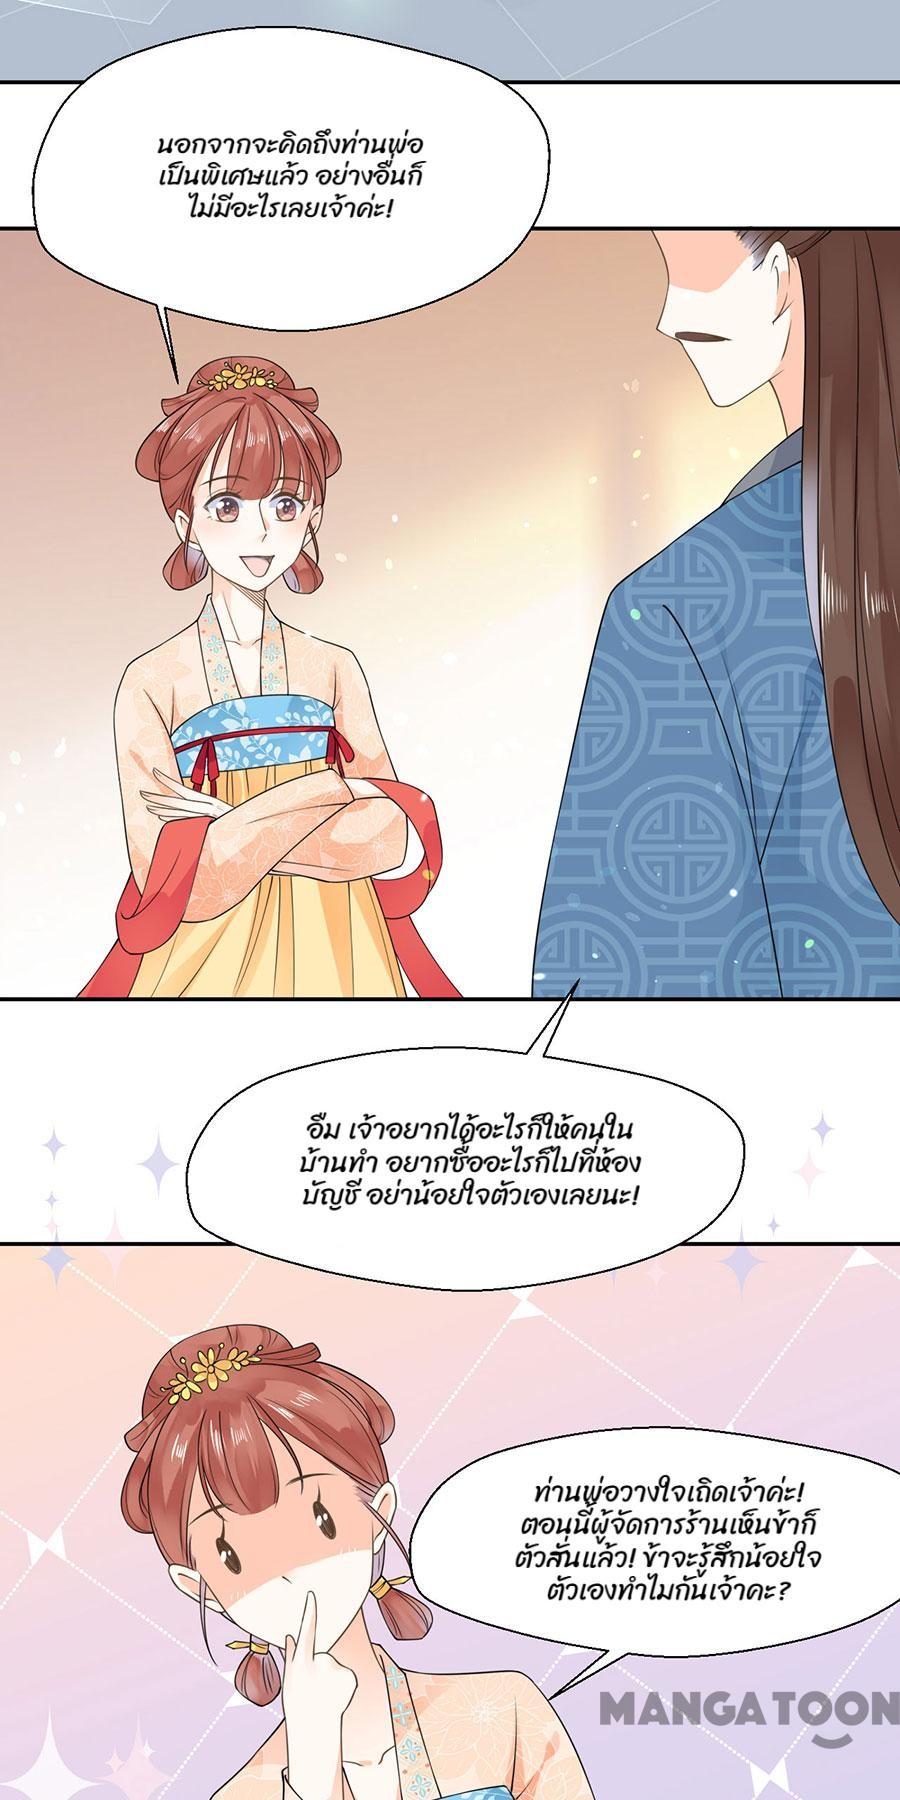 นอกจากจะคิดถึงท่านพ่อ
เป็นพิเศษแล้ว อย่างอื่นก็
ไม่มีอะไรเลยเจ้าค่ะ!
อืม เจ้าอยากได้อะไรก็ให้คนใน
บ้านทำ อยากซื้ออะไรก็ไปที่ห้อง
บัญชี อย่าน้อยใจตัวเองเลยนะ!
ท่านพ่อวางใจเถิดเจ้าค่ะ!
ตอนนี้ผู้จัดการร้านเห็นข้าก็
ตัวสั่นแล้ว! ข้าจะรู้สึกน้อยใจ
ตัวเองทำไมกันเจ้าคะ?
MANGATOON